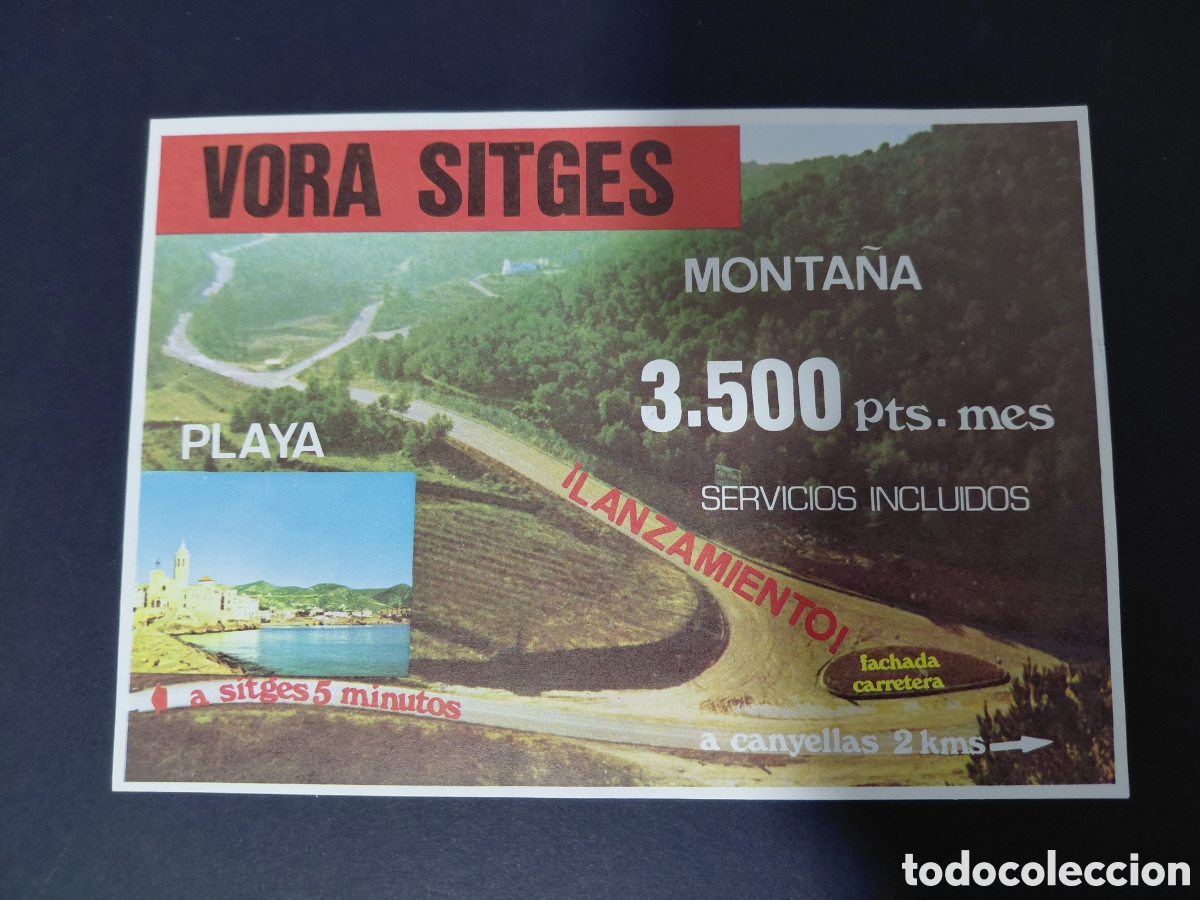 VORA SITGES
MONTAÑA
3.500 pts. mes
PLAYA
SERVICIOS INCLUIDOS
¡LANZAMIENTO!
fachada
carretera
a sitges 5 minutos
a canyellas 2 kms
todocoleccion